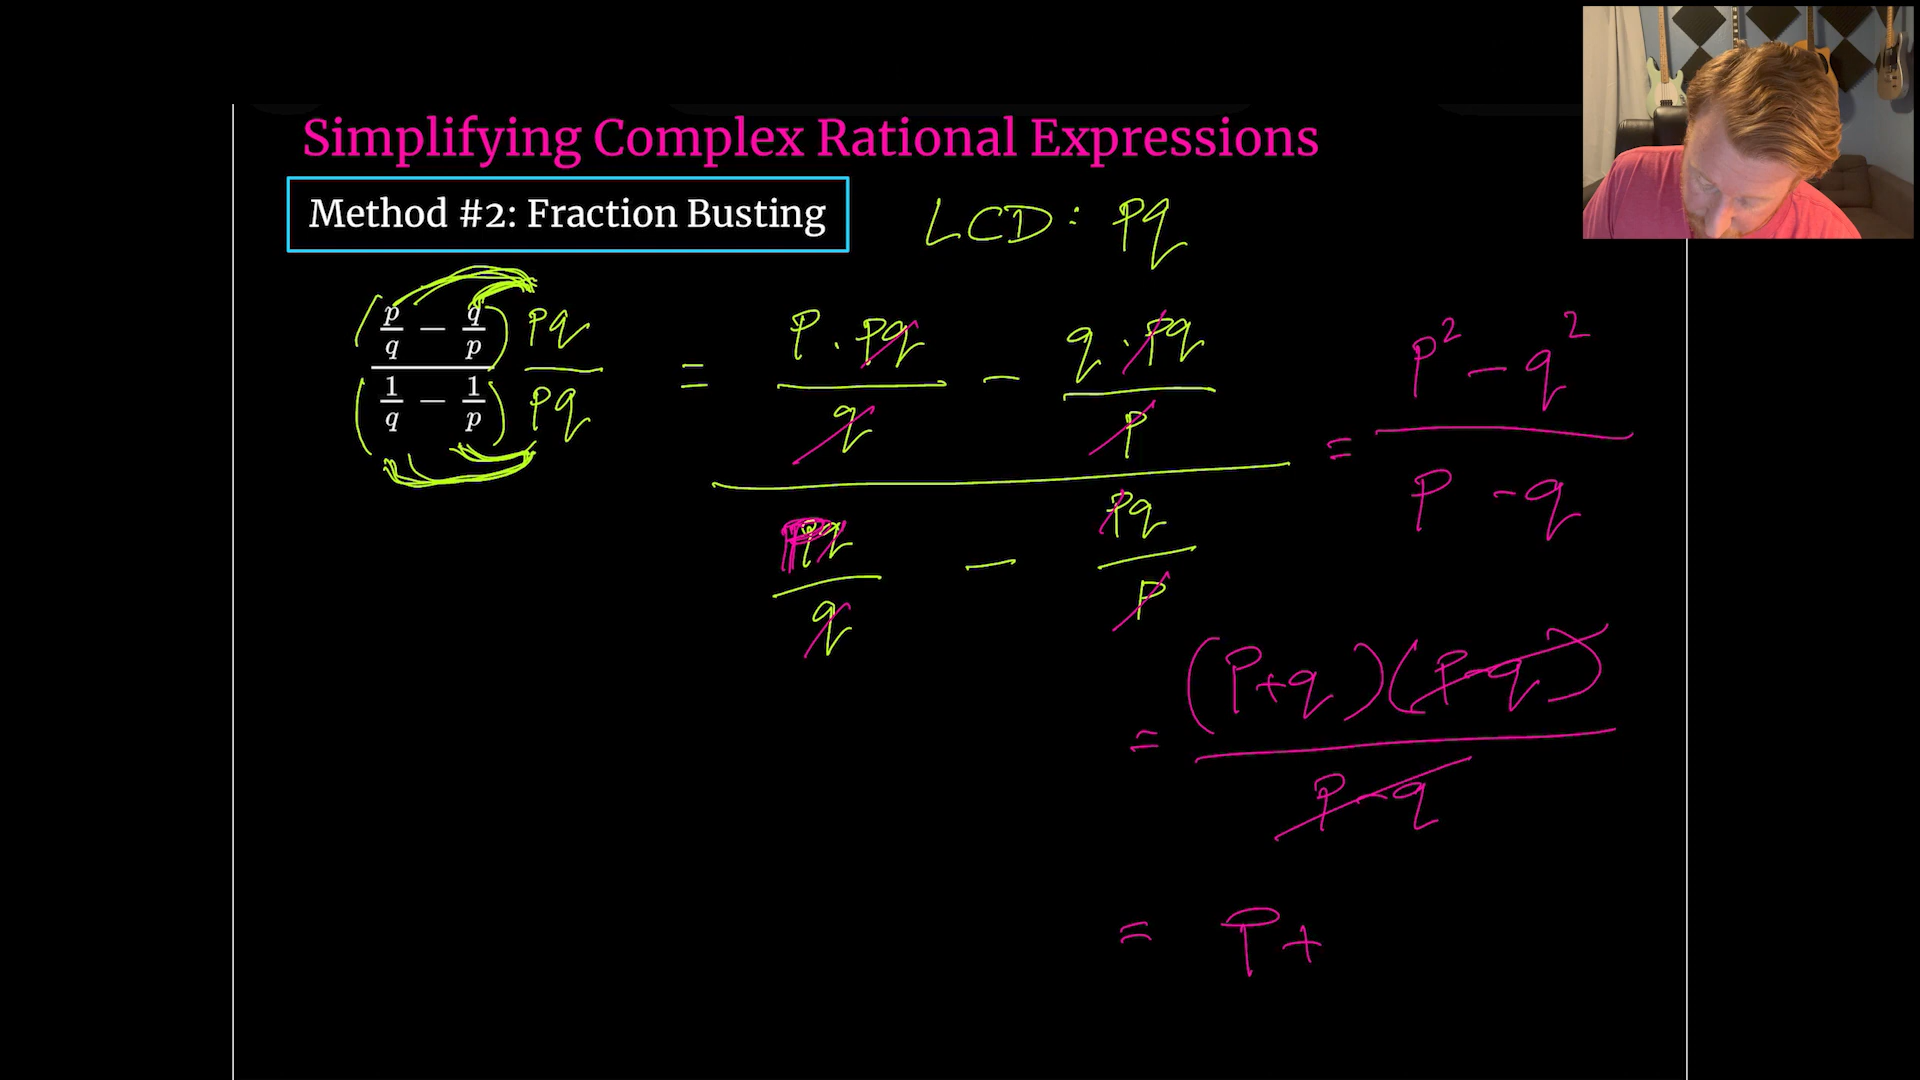 Simplifying Complex Rational Expressions
Method #2: Fraction Busting
LCD: pq
(p/q − q/p) pq
(1/q − 1/p) pq
= p · pq / q − q · pq / p
pq / q − pq / p
= p² − q²
p − q
= (p+q)(p−q)
p−q
= p+